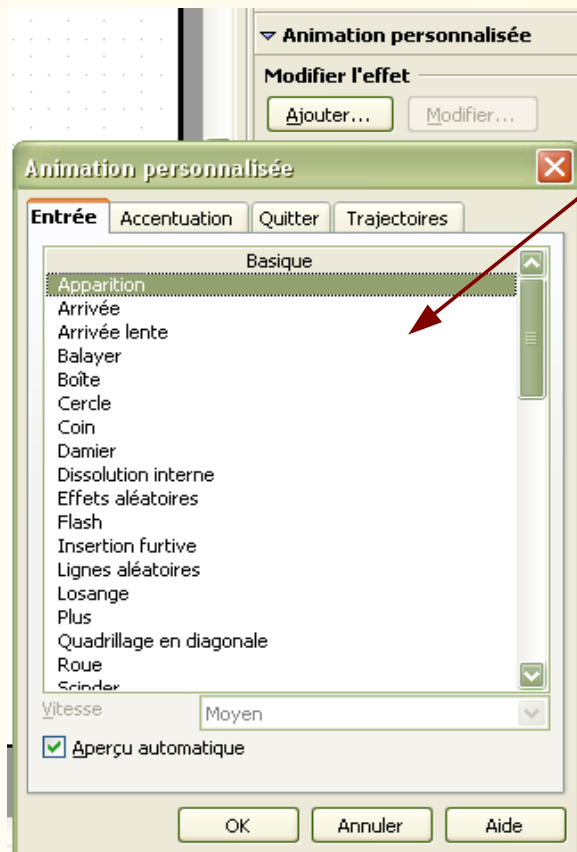 Animation personnalisée
Modifier l'effet
Ajouter... Modifier...
Animation personnalisée
Entrée Accentuation Quitter Trajectoires
Basique
Apparition
Arrivée
Arrivée lente
Balayer
Boîte
Cercle
Coin
Damier
Dissolution interne
Effets aléatoires
Flash
Insertion furtive
Lignes aléatoires
Losange
Plus
Quadrillage en diagonale
Roue
Scinder
Vitesse Moyen
Aperçu automatique
OK Annuler Aide